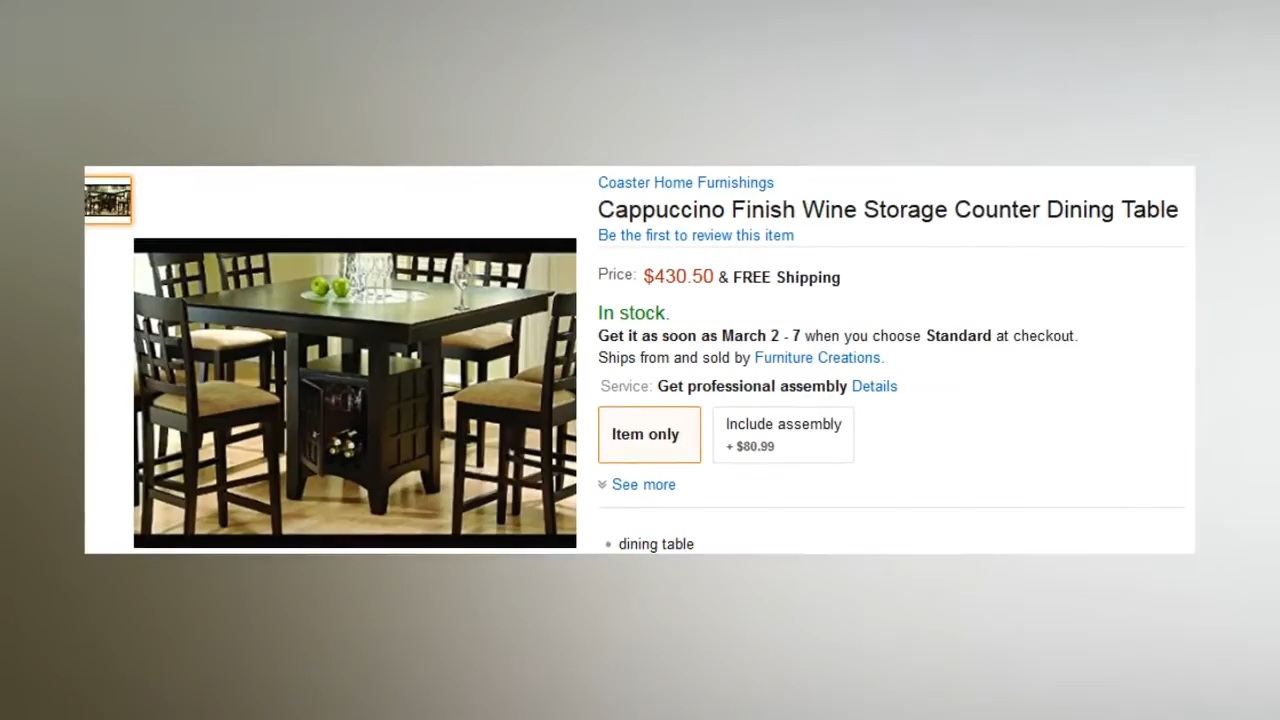 Coaster Home Furnishings
Cappuccino Finish Wine Storage Counter Dining Table
Be the first to review this item
Price: $430.50 & FREE Shipping
In stock.
Get it as soon as March 2 - 7 when you choose Standard at checkout.
Ships from and sold by Furniture Creations.
Service: Get professional assembly Details
Item only
Include assembly
+ $80.99
See more
• dining table